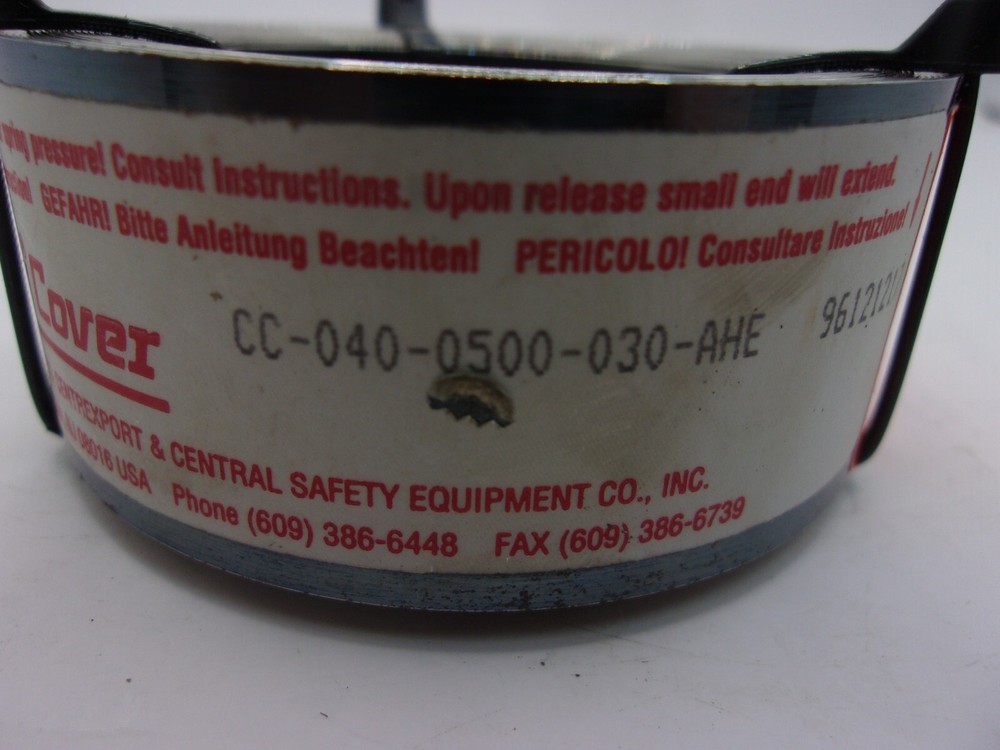 spring pressure! Consult Instructions. Upon release small end will extend.
GEFAHR! Bitte Anleitung Beachten! PERICOLO! Consultare Instruzione!
Cover
CC-040-0500-030-AHE
CENTREXPORT & CENTRAL SAFETY EQUIPMENT CO., INC.
NJ 08016 USA Phone (609) 386-6448 FAX (609) 386-6739